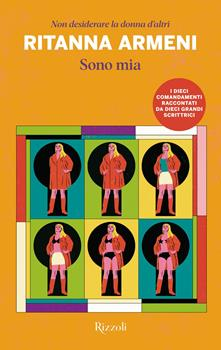 Non desiderare la donna d'altri
RITANNA ARMENI
Sono mia
I DIECI
COMANDAMENTI
RACCONTATI
DA DIECI GRANDI
SCRITTRICI
Rizzoli